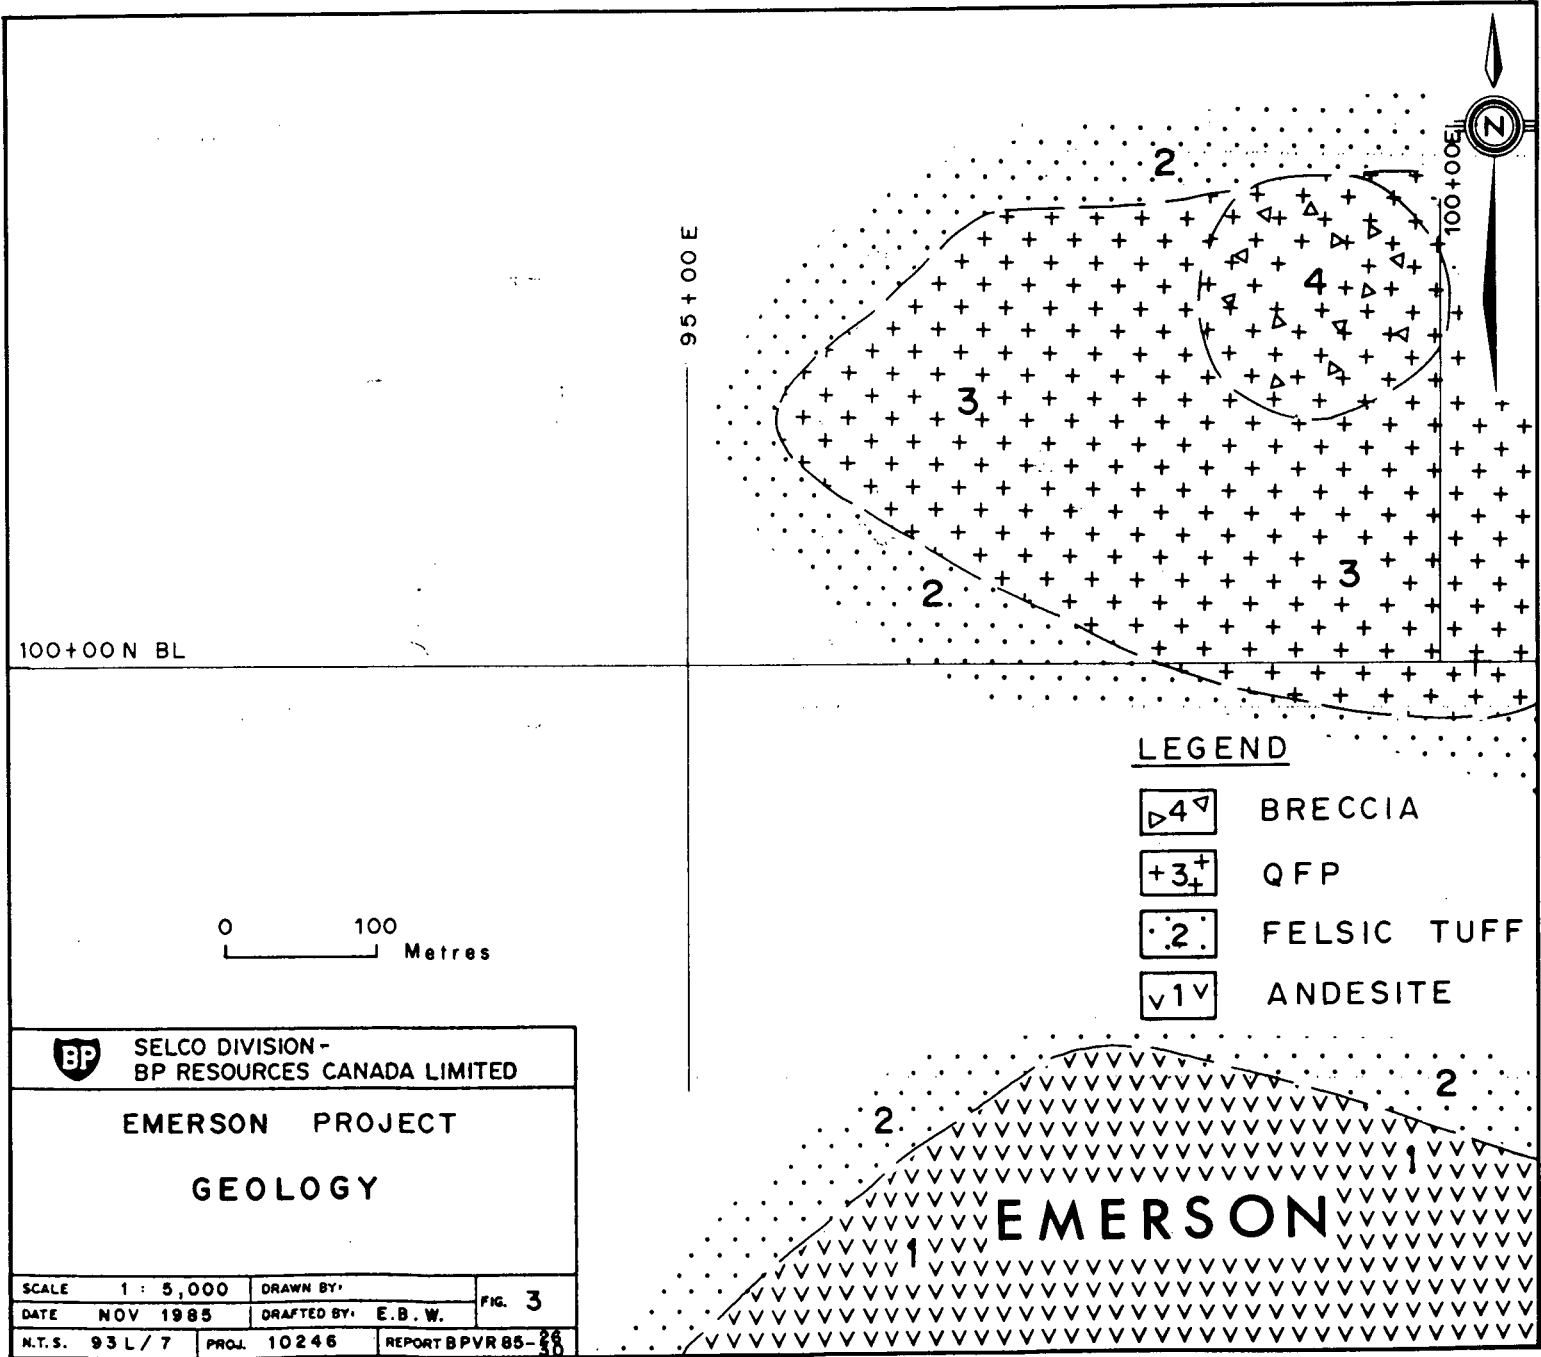 N
2
100+00E
95+00E
4
3
3
2
100+00N BL
LEGEND
4 BRECCIA
3 QFP
2 FELSIC TUFF
1 ANDESITE
0 100
Metres
2
2
1
EMERSON
1
BP
SELCO DIVISION-
BP RESOURCES CANADA LIMITED
EMERSON PROJECT
GEOLOGY
SCALE 1 : 5,000 DRAWN BY:
FIG. 3
DATE NOV 1985 DRAFTED BY: E.B.W.
N.T.S. 93 L / 7 PROJ. 10246 REPORT BPVR 85-26
30